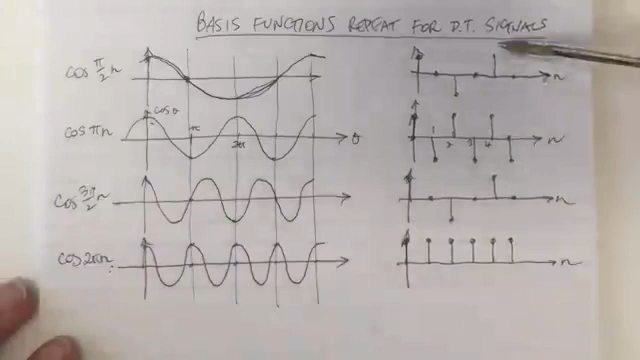 BASIS FUNCTIONS REPEAT FOR D.T. SIGNALS
cos π/2 n
n
cos θ
cos πn
π
2π
θ
1
2
3
4
n
cos 3π/2 n
n
cos 2πn
n